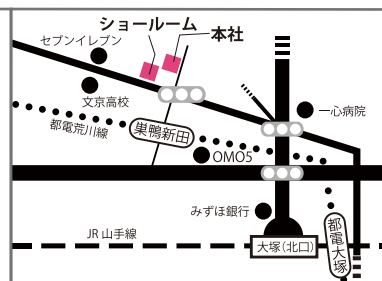 ショールーム
本社
セブンイレブン
文京高校
一心病院
都電荒川線
巣鴨新田
OMO5
みずほ銀行
JR 山手線
大塚（北口）
都電大塚